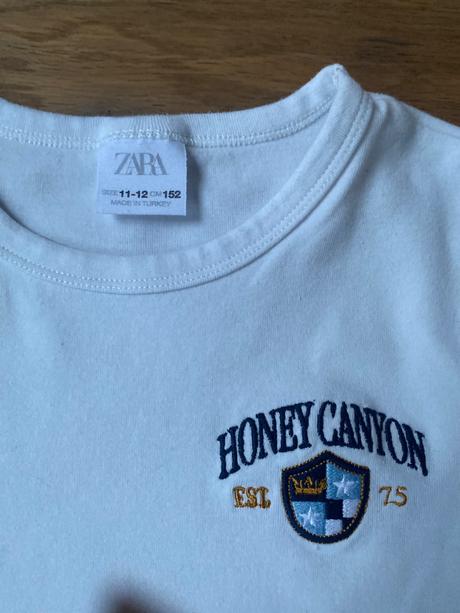 ZARA
SIZE 11-12 CM 152
MADE IN TURKEY
HONEY CANYON
EST. 75